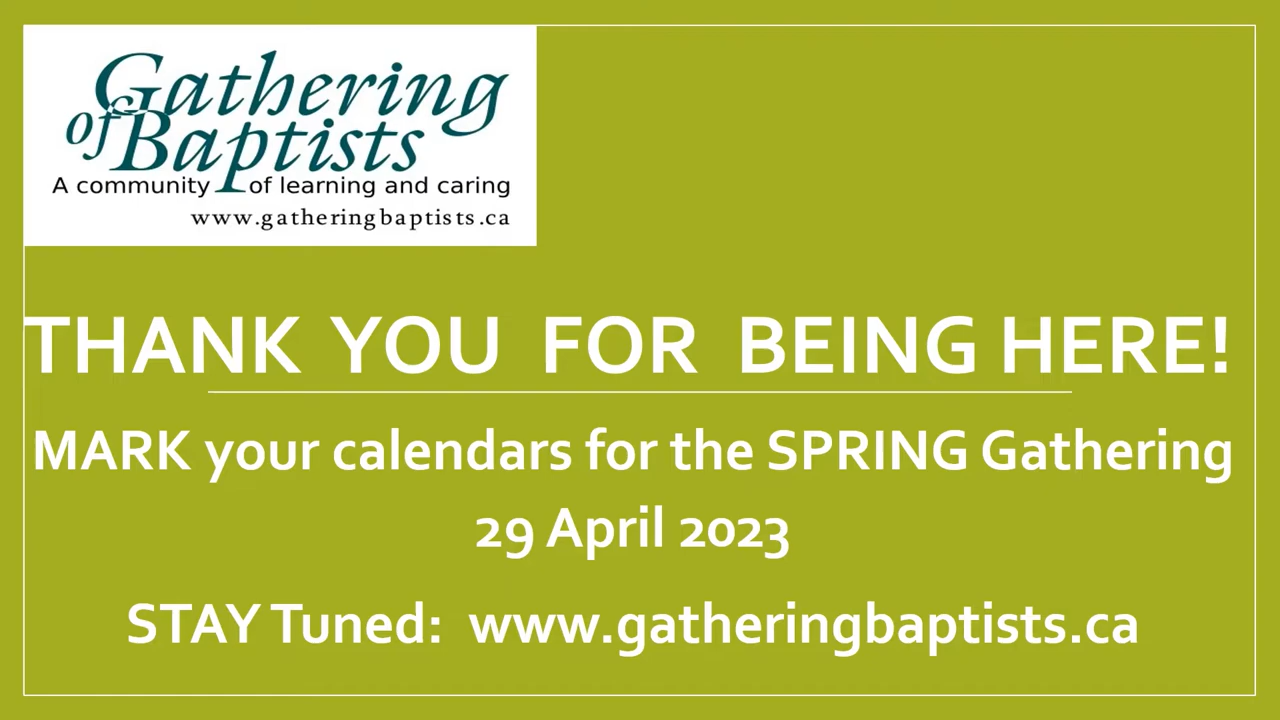 Gathering
of Baptists
A community of learning and caring
www.gatheringbaptists.ca
THANK YOU FOR BEING HERE!
MARK your calendars for the SPRING Gathering
29 April 2023
STAY Tuned: www.gatheringbaptists.ca